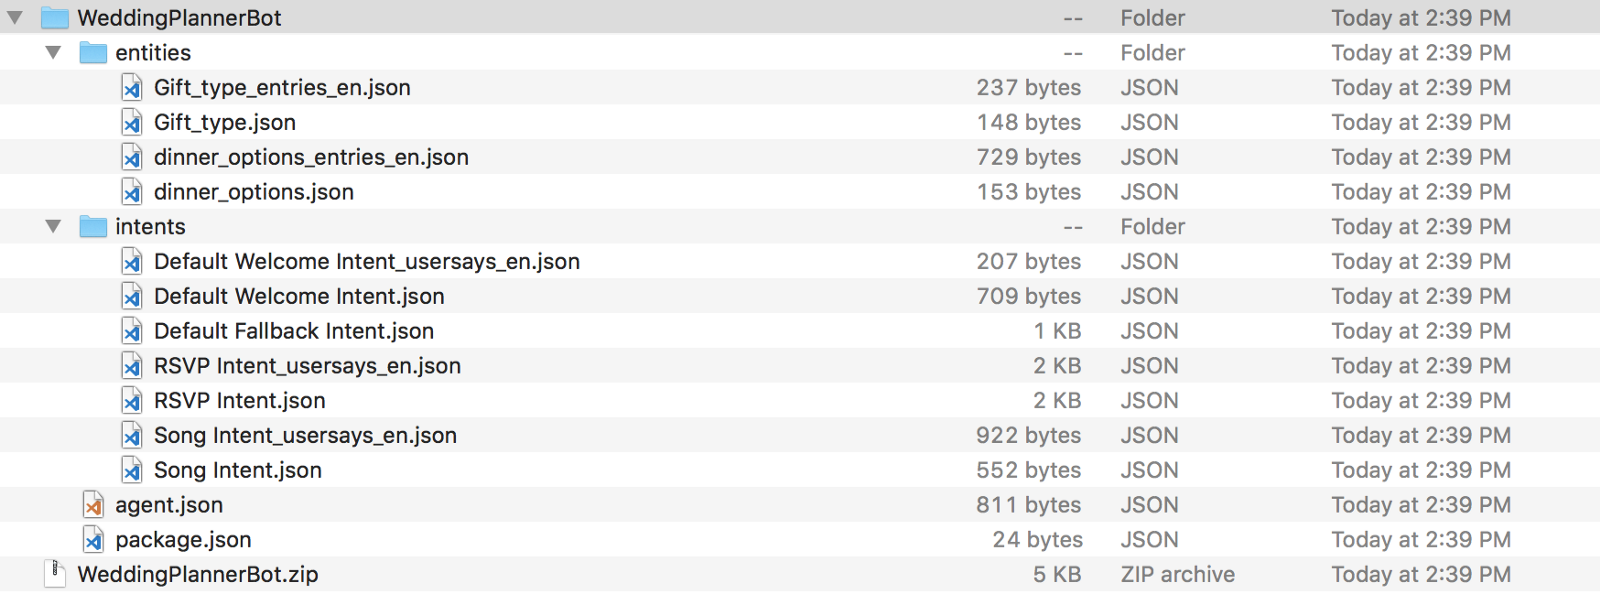 WeddingPlannerBot -- Folder Today at 2:39 PM
entities -- Folder Today at 2:39 PM
Gift_type_entries_en.json 237 bytes JSON Today at 2:39 PM
Gift_type.json 148 bytes JSON Today at 2:39 PM
dinner_options_entries_en.json 729 bytes JSON Today at 2:39 PM
dinner_options.json 153 bytes JSON Today at 2:39 PM
intents -- Folder Today at 2:39 PM
Default Welcome Intent_usersays_en.json 207 bytes JSON Today at 2:39 PM
Default Welcome Intent.json 709 bytes JSON Today at 2:39 PM
Default Fallback Intent.json 1 KB JSON Today at 2:39 PM
RSVP Intent_usersays_en.json 2 KB JSON Today at 2:39 PM
RSVP Intent.json 2 KB JSON Today at 2:39 PM
Song Intent_usersays_en.json 922 bytes JSON Today at 2:39 PM
Song Intent.json 552 bytes JSON Today at 2:39 PM
agent.json 811 bytes JSON Today at 2:39 PM
package.json 24 bytes JSON Today at 2:39 PM
WeddingPlannerBot.zip 5 KB ZIP archive Today at 2:39 PM